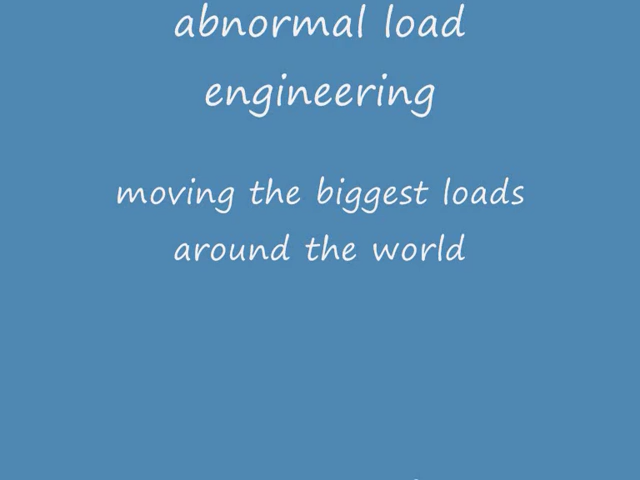 abnormal load
engineering
moving the biggest loads
around the world